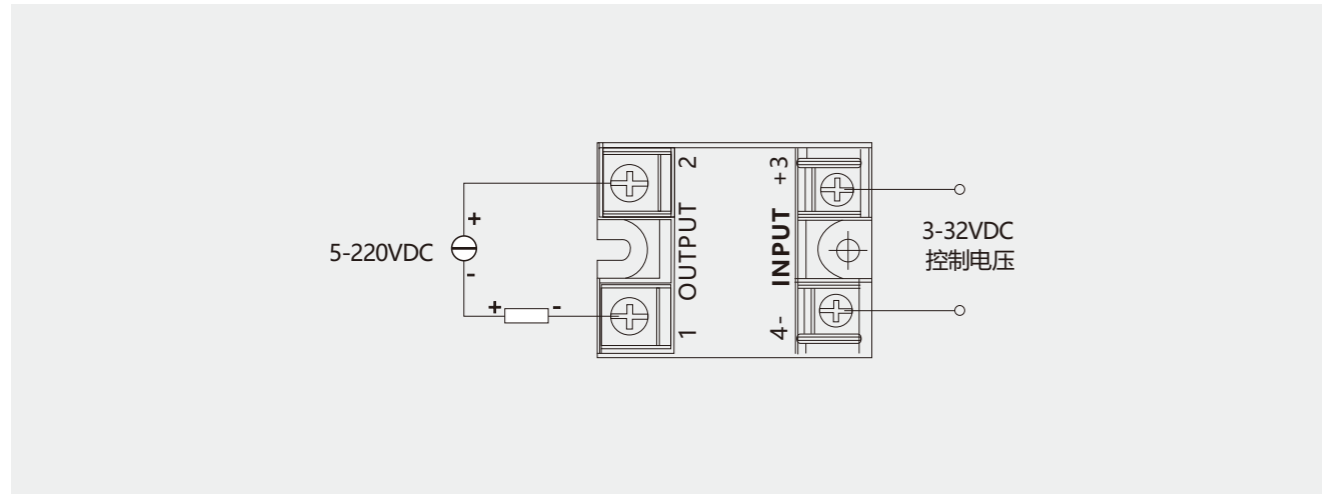 5-220VDC
+
-
+
-
2
OUTPUT
1
+3
INPUT
4-
3-32VDC
控制电压